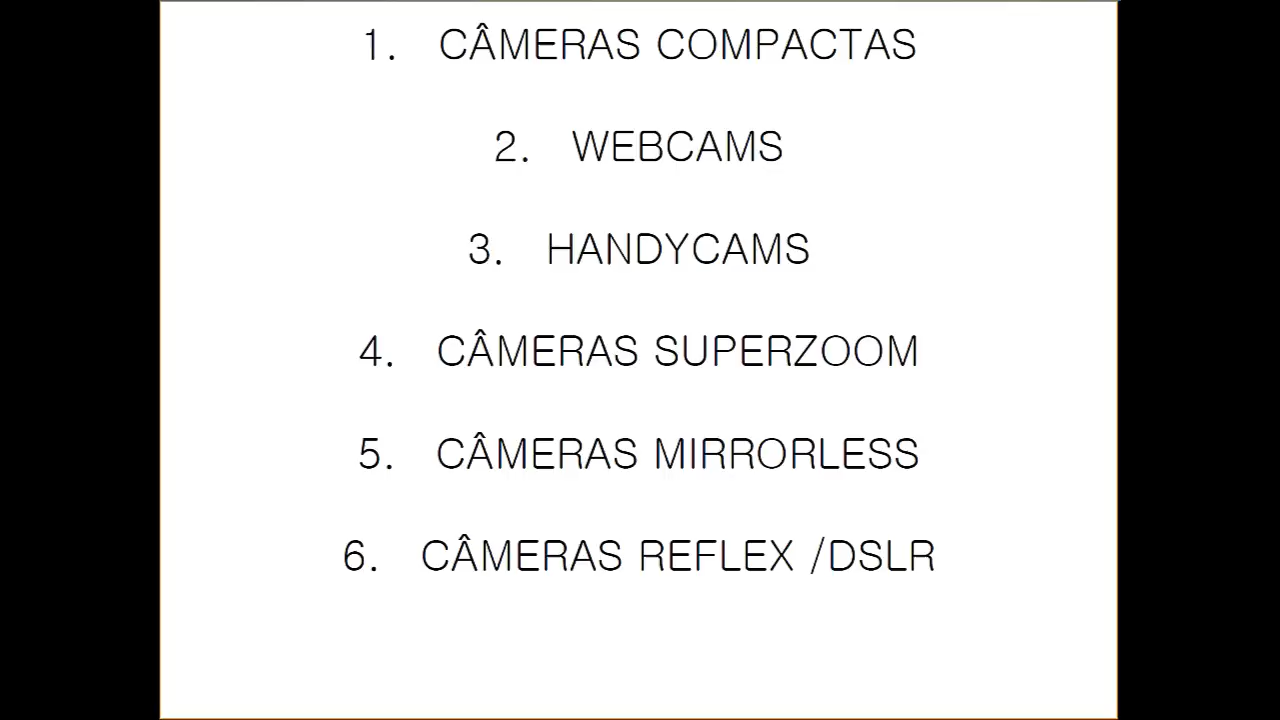 1. CÂMERAS COMPACTAS
2. WEBCAMS
3. HANDYCAMS
4. CÂMERAS SUPERZOOM
5. CÂMERAS MIRRORLESS
6. CÂMERAS REFLEX /DSLR